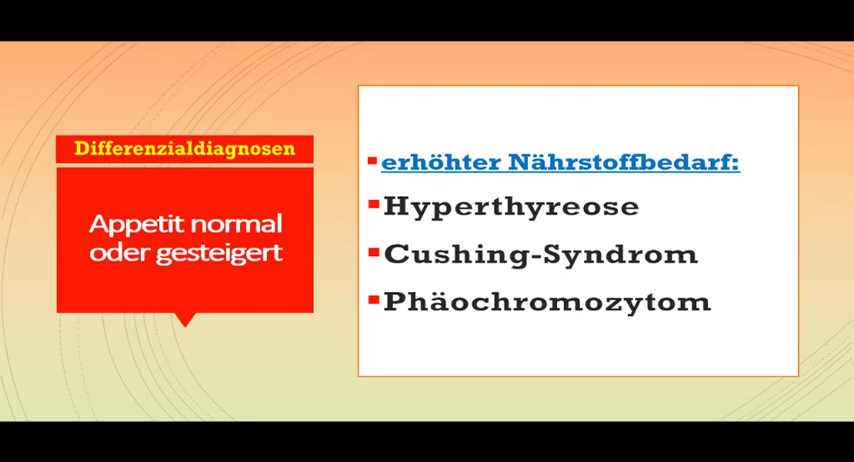 Differenzialdiagnosen
Appetit normal
oder gesteigert
erhöhter Nährstoffbedarf:
Hyperthyreose
Cushing-Syndrom
Phäochromozytom